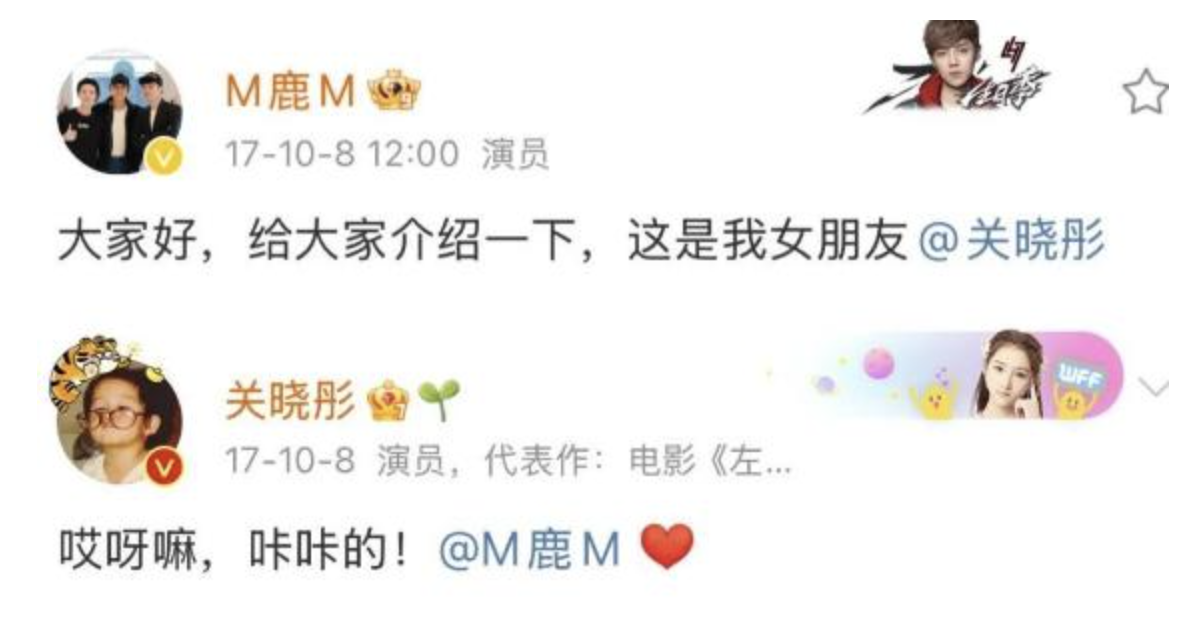 M鹿M
17-10-8 12:00 演员
大家好，给大家介绍一下，这是我女朋友@关晓彤
关晓彤
WFF
17-10-8 演员，代表作：电影《左...
哎呀嘛，咔咔的！@M鹿M